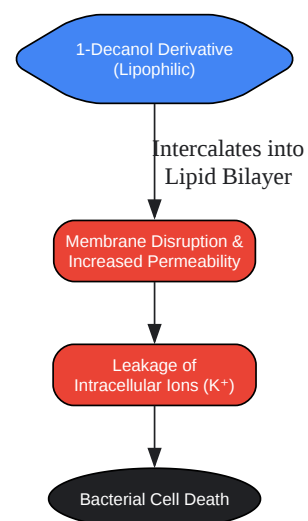 1-Decanol Derivative
(Lipophilic)
Intercalates into
Lipid Bilayer
Membrane Disruption &
Increased Permeability
Leakage of
Intracellular Ions (K⁺)
Bacterial Cell Death